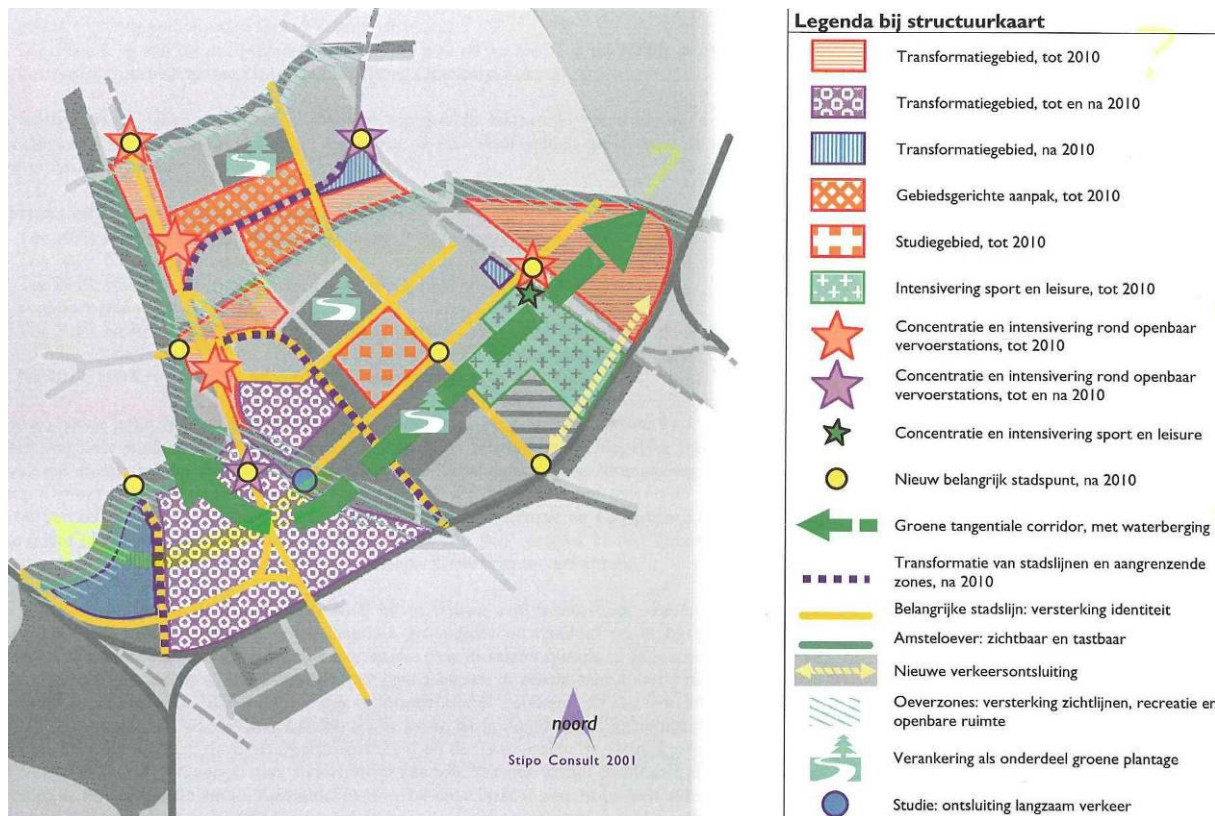 Legenda bij structuurkaart
Transformatiegebied, tot 2010
Transformatiegebied, tot en na 2010
Transformatiegebied, na 2010
Gebiedsgerichte aanpak, tot 2010
Studiegebied, tot 2010
Intensivering sport en leisure, tot 2010
Concentratie en intensivering rond openbaar
vervoerstations, tot 2010
Concentratie en intensivering rond openbaar
vervoerstations, tot en na 2010
Concentratie en intensivering sport en leisure
Nieuw belangrijk stadspunt, na 2010
Groene tangentiale corridor, met waterberging
Transformatie van stadslijnen en aangrenzende
zones, na 2010
Belangrijke stadslijn: versterking identiteit
Amsteloever: zichtbaar en tastbaar
Nieuwe verkeersontsluiting
Oeverzones: versterking zichtlijnen, recreatie en
openbare ruimte
Verankering als onderdeel groene plantage
Studie: ontsluiting langzaam verkeer
noord
Stipo Consult 2001
?
?